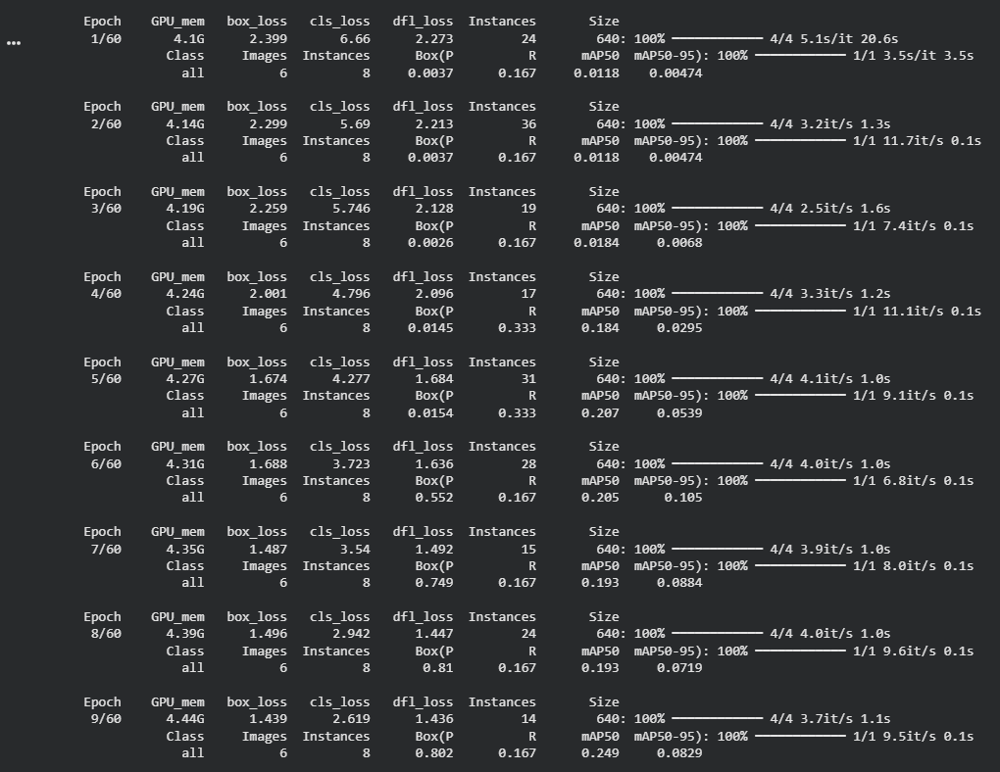 Epoch GPU_mem box_loss cls_loss dfl_loss Instances Size
... 1/60 4.1G 2.399 6.66 2.273 24 640: 100% ━━━━━━━━━━━━ 4/4 5.1s/it 20.6s
Class Images Instances Box(P R mAP50 mAP50-95): 100% ━━━━━━━━━━━━ 1/1 3.5s/it 3.5s
all 6 8 0.0037 0.167 0.0118 0.00474
Epoch GPU_mem box_loss cls_loss dfl_loss Instances Size
2/60 4.14G 2.299 5.69 2.213 36 640: 100% ━━━━━━━━━━━━ 4/4 3.2it/s 1.3s
Class Images Instances Box(P R mAP50 mAP50-95): 100% ━━━━━━━━━━━━ 1/1 11.7it/s 0.1s
all 6 8 0.0037 0.167 0.0118 0.00474
Epoch GPU_mem box_loss cls_loss dfl_loss Instances Size
3/60 4.19G 2.259 5.746 2.128 19 640: 100% ━━━━━━━━━━━━ 4/4 2.5it/s 1.6s
Class Images Instances Box(P R mAP50 mAP50-95): 100% ━━━━━━━━━━━━ 1/1 7.4it/s 0.1s
all 6 8 0.0026 0.167 0.0184 0.0068
Epoch GPU_mem box_loss cls_loss dfl_loss Instances Size
4/60 4.24G 2.001 4.796 2.096 17 640: 100% ━━━━━━━━━━━━ 4/4 3.3it/s 1.2s
Class Images Instances Box(P R mAP50 mAP50-95): 100% ━━━━━━━━━━━━ 1/1 11.1it/s 0.1s
all 6 8 0.0145 0.333 0.184 0.0295
Epoch GPU_mem box_loss cls_loss dfl_loss Instances Size
5/60 4.27G 1.674 4.277 1.684 31 640: 100% ━━━━━━━━━━━━ 4/4 4.1it/s 1.0s
Class Images Instances Box(P R mAP50 mAP50-95): 100% ━━━━━━━━━━━━ 1/1 9.1it/s 0.1s
all 6 8 0.0154 0.333 0.207 0.0539
Epoch GPU_mem box_loss cls_loss dfl_loss Instances Size
6/60 4.31G 1.688 3.723 1.636 28 640: 100% ━━━━━━━━━━━━ 4/4 4.0it/s 1.0s
Class Images Instances Box(P R mAP50 mAP50-95): 100% ━━━━━━━━━━━━ 1/1 6.8it/s 0.1s
all 6 8 0.552 0.167 0.205 0.105
Epoch GPU_mem box_loss cls_loss dfl_loss Instances Size
7/60 4.35G 1.487 3.54 1.492 15 640: 100% ━━━━━━━━━━━━ 4/4 3.9it/s 1.0s
Class Images Instances Box(P R mAP50 mAP50-95): 100% ━━━━━━━━━━━━ 1/1 8.0it/s 0.1s
all 6 8 0.749 0.167 0.193 0.0884
Epoch GPU_mem box_loss cls_loss dfl_loss Instances Size
8/60 4.39G 1.496 2.942 1.447 24 640: 100% ━━━━━━━━━━━━ 4/4 4.0it/s 1.0s
Class Images Instances Box(P R mAP50 mAP50-95): 100% ━━━━━━━━━━━━ 1/1 9.6it/s 0.1s
all 6 8 0.81 0.167 0.193 0.0719
Epoch GPU_mem box_loss cls_loss dfl_loss Instances Size
9/60 4.44G 1.439 2.619 1.436 14 640: 100% ━━━━━━━━━━━━ 4/4 3.7it/s 1.1s
Class Images Instances Box(P R mAP50 mAP50-95): 100% ━━━━━━━━━━━━ 1/1 9.5it/s 0.1s
all 6 8 0.802 0.167 0.249 0.0829